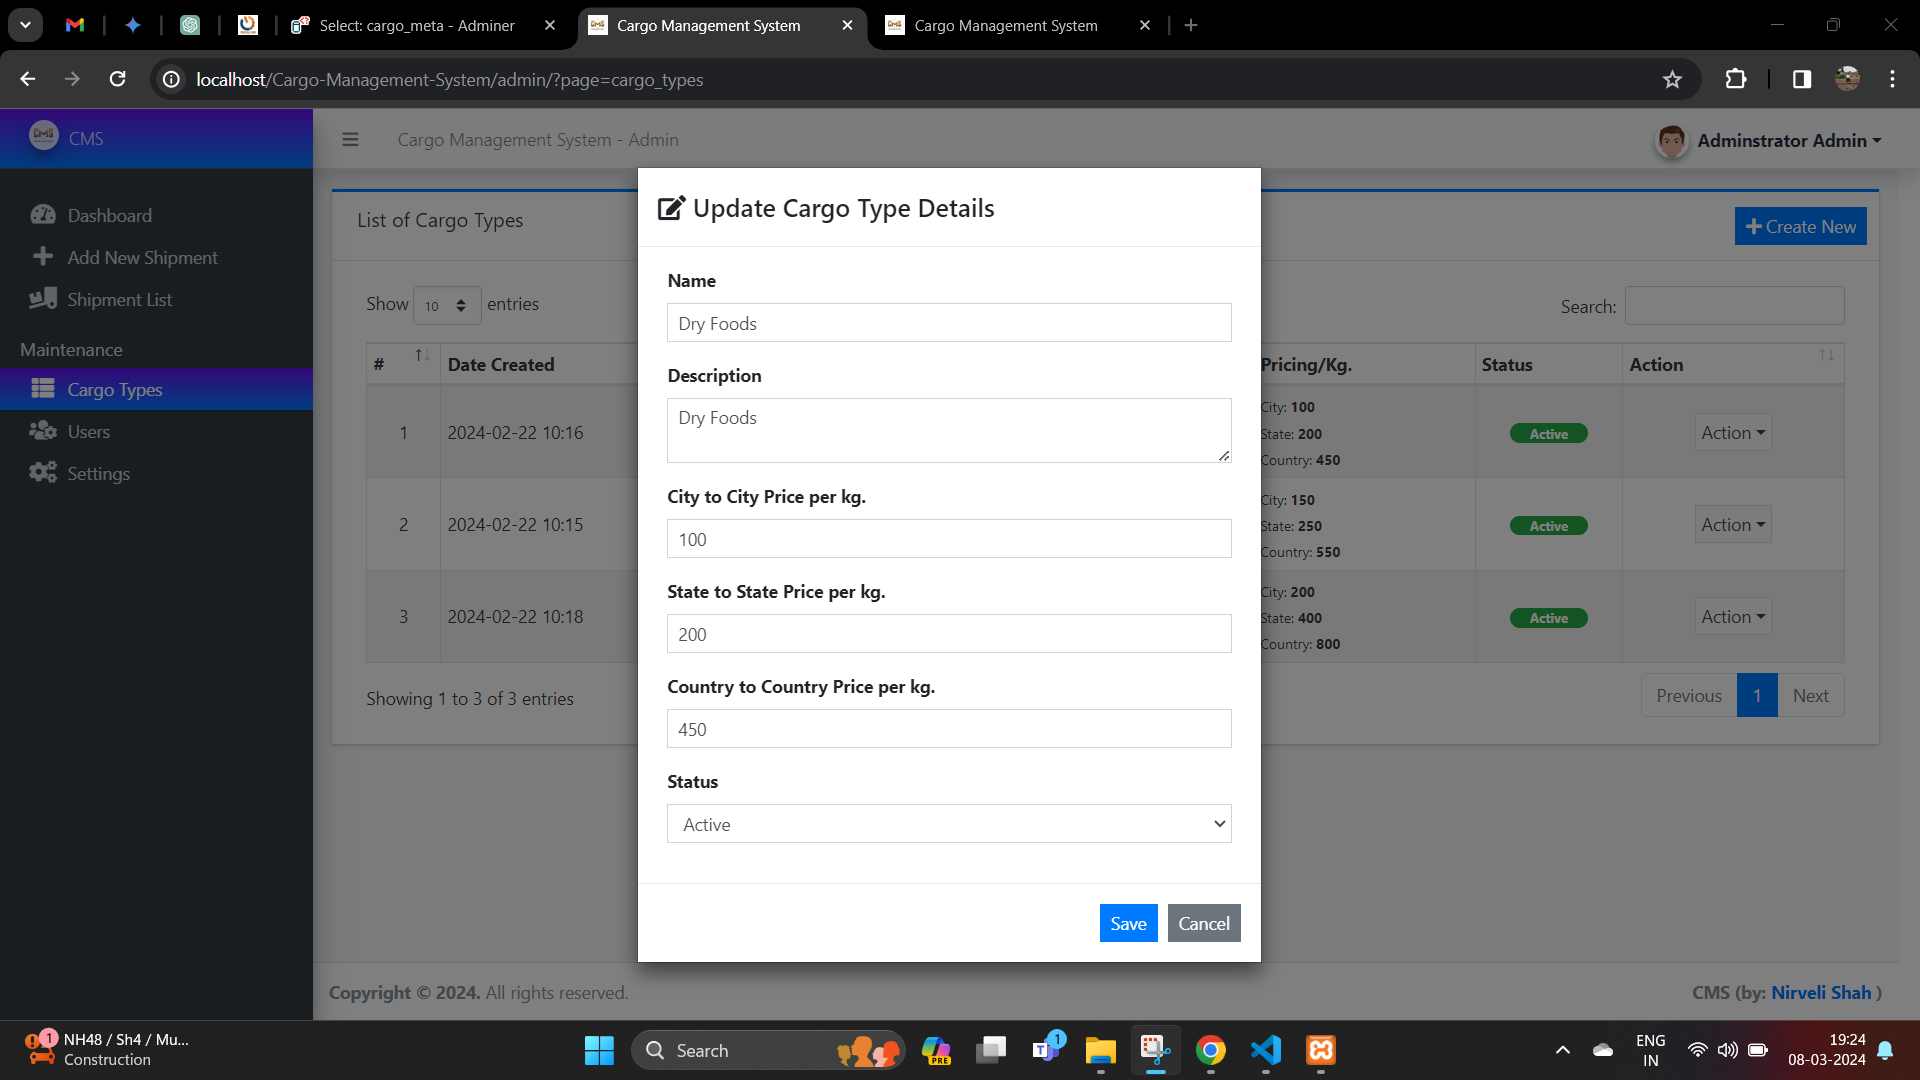 Select: cargo_meta - Adminer
Cargo Management System
Cargo Management System
localhost/Cargo-Management-System/admin/?page=cargo_types
CMS
CMS
Cargo Management System - Admin
Adminstrator Admin
Dashboard
Add New Shipment
Shipment List
Maintenance
Cargo Types
Users
Settings
List of Cargo Types
Create New
Show 10 entries
Search:
# Date Created Pricing/Kg. Status Action
1 2024-02-22 10:16 City: 100 State: 200 Country: 450 Active Action
2 2024-02-22 10:15 City: 150 State: 250 Country: 550 Active Action
3 2024-02-22 10:18 City: 200 State: 400 Country: 800 Active Action
Showing 1 to 3 of 3 entries
Previous 1 Next
Update Cargo Type Details
Name
Dry Foods
Description
Dry Foods
City to City Price per kg.
100
State to State Price per kg.
200
Country to Country Price per kg.
450
Status
Active
Save Cancel
Copyright © 2024. All rights reserved.
CMS (by: Nirveli Shah )
1
NH48 / Sh4 / Mu...
Construction
Search
PRE
T
1
ENG
IN
19:24
08-03-2024